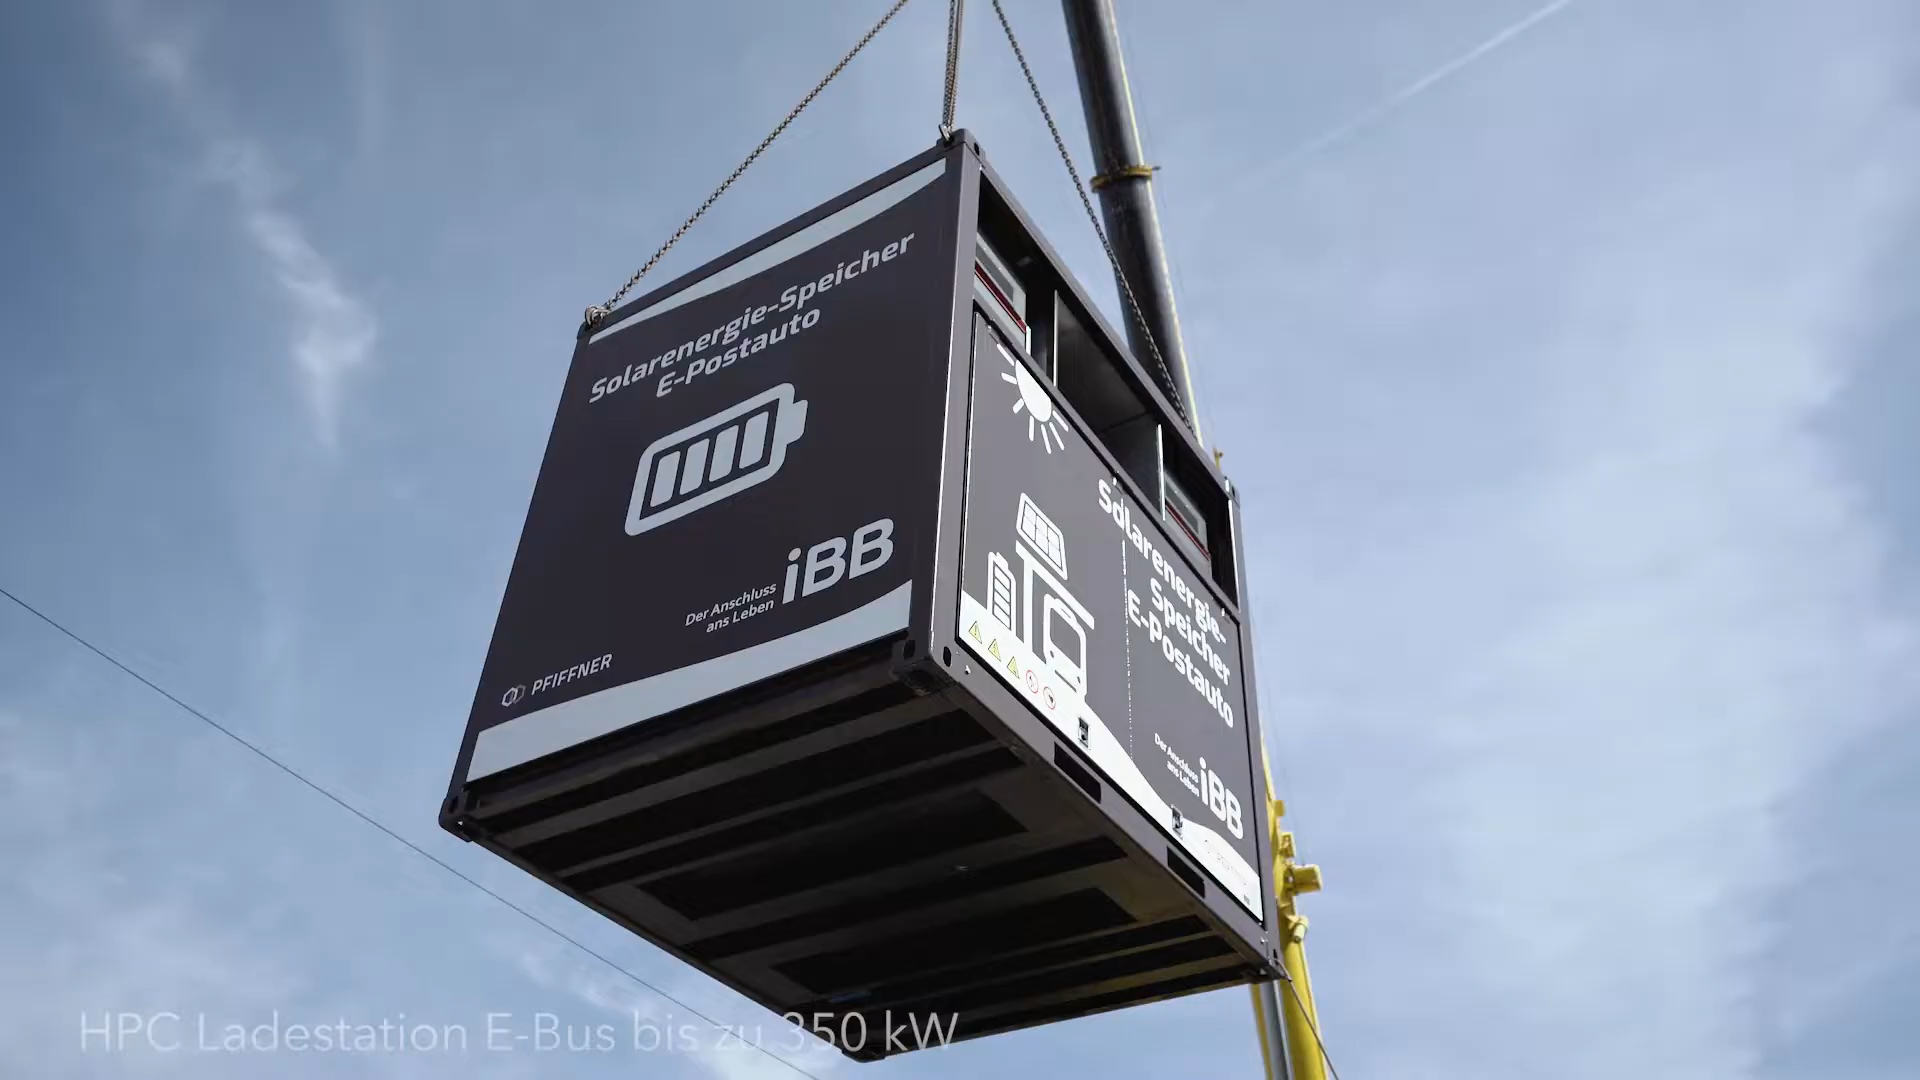 Solarenergie-Speicher
E-Postauto
Der Anschluss
ans Leben
iBB
PFIFFNER
Solarenergie-
Speicher
E-Postauto
Der Anschluss
ans Leben
iBB
HPC Ladestation E-Bus bis zu 350 kW